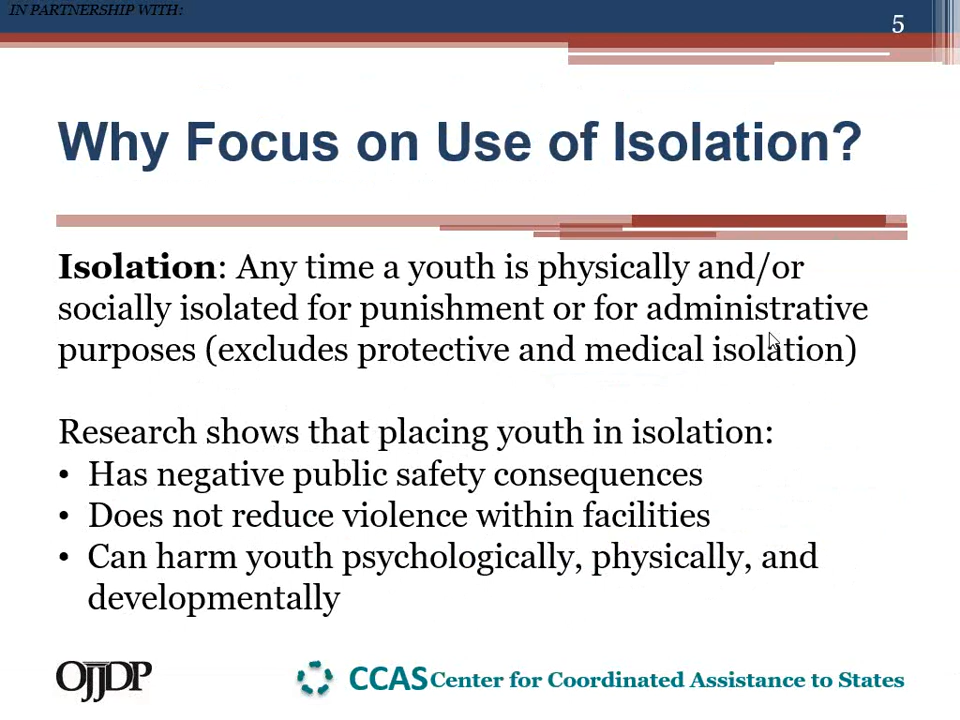 IN PARTNERSHIP WITH:
5
Why Focus on Use of Isolation?
Isolation: Any time a youth is physically and/or
socially isolated for punishment or for administrative
purposes (excludes protective and medical isolation)
Research shows that placing youth in isolation:
• Has negative public safety consequences
• Does not reduce violence within facilities
• Can harm youth psychologically, physically, and
developmentally
OJJDP
CCAS Center for Coordinated Assistance to States